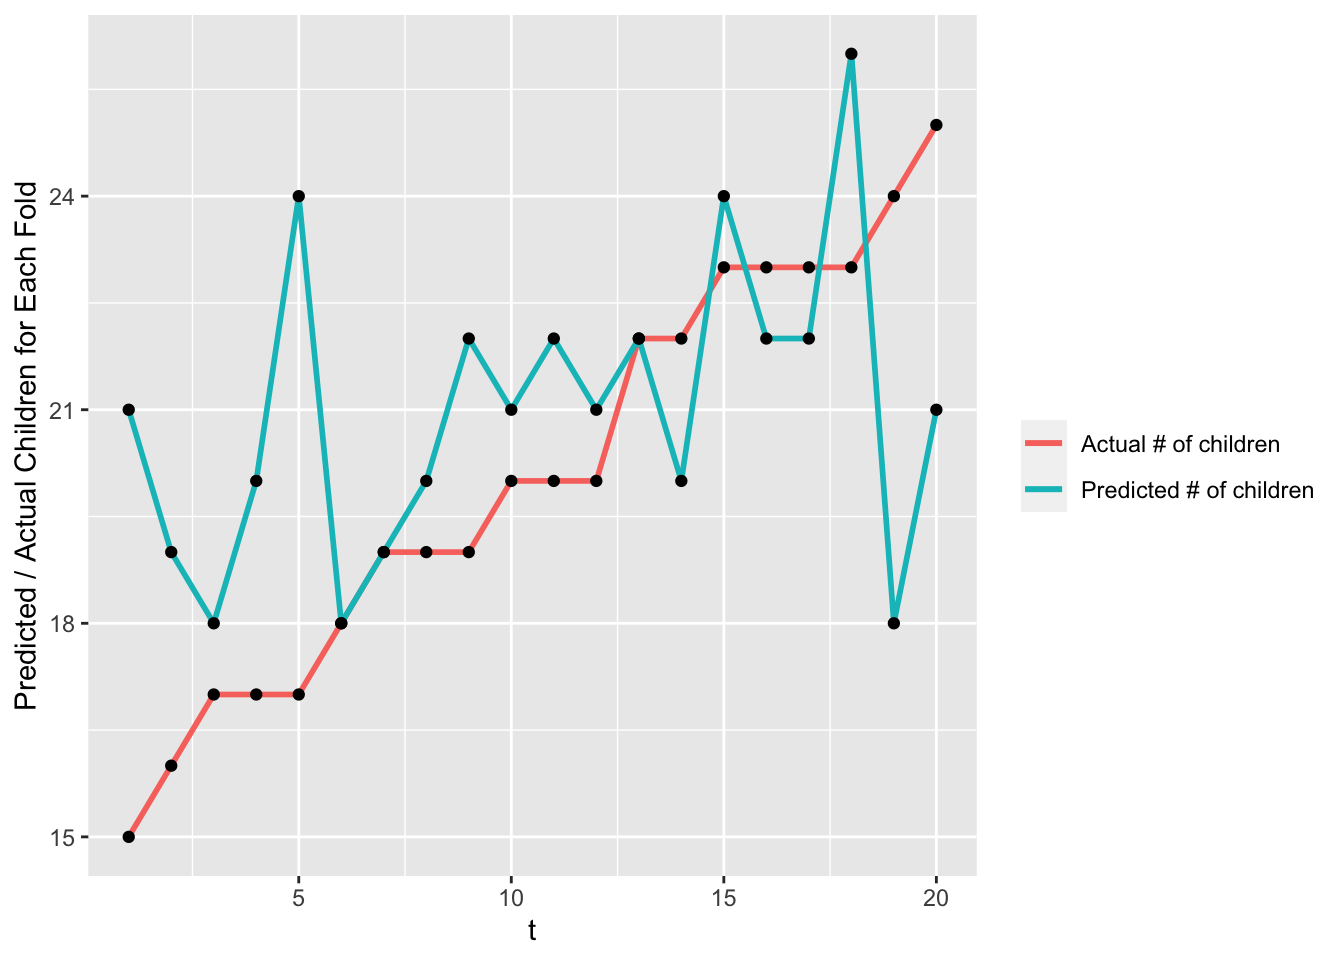 Predicted / Actual Children for Each Fold
24
21
18
15
5
10
15
20
t
Actual # of children
Predicted # of children